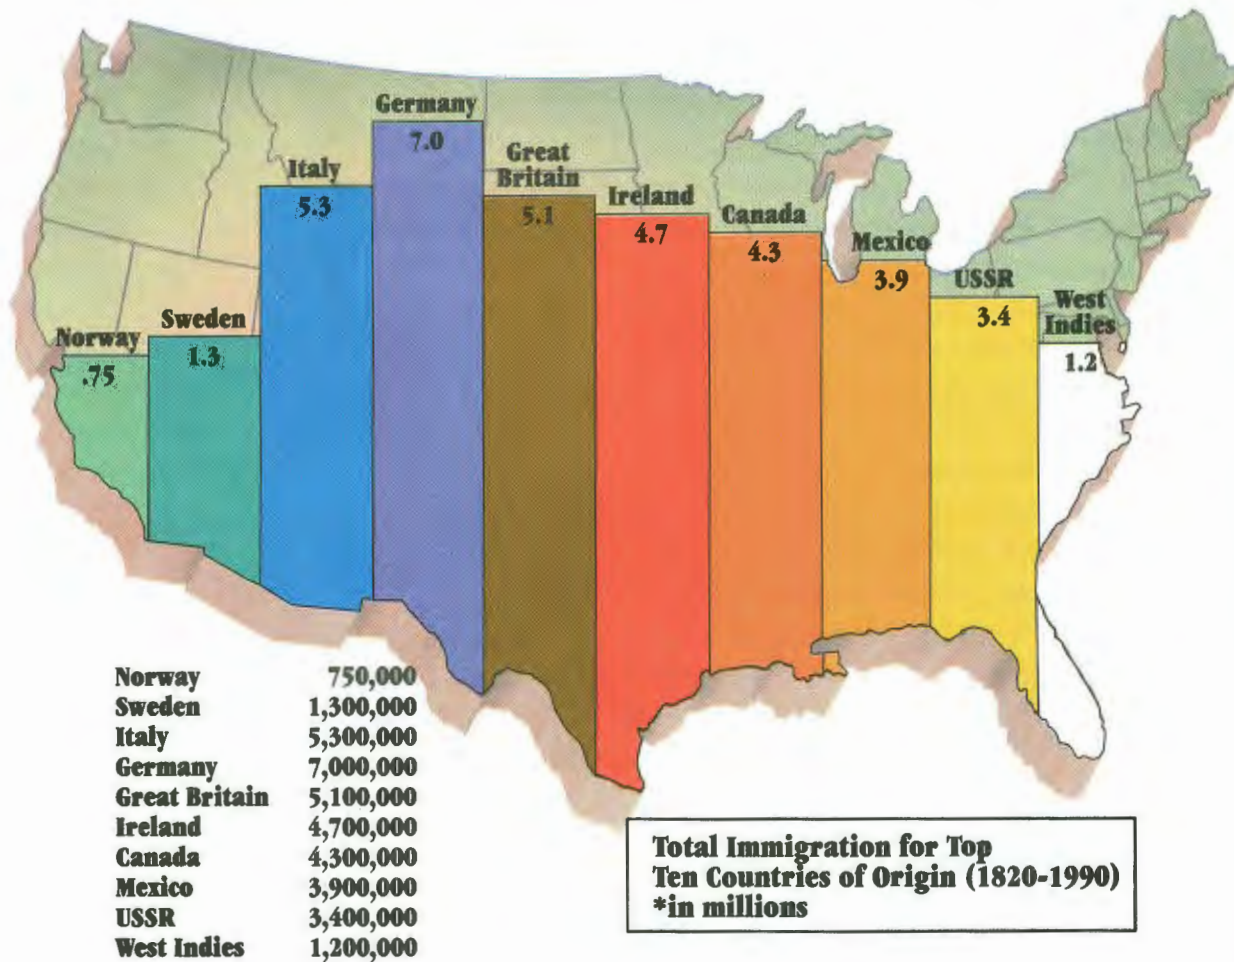 Germany
7.0
Italy
5.3
Great
Britain
5.1
Ireland
4.7
Canada
4.3
Mexico
3.9
USSR
3.4
West
Indies
1.2
Sweden
1.3
Norway
.75
Norway 750,000
Sweden 1,300,000
Italy 5,300,000
Germany 7,000,000
Great Britain 5,100,000
Ireland 4,700,000
Canada 4,300,000
Mexico 3,900,000
USSR 3,400,000
West Indies 1,200,000
Total Immigration for Top
Ten Countries of Origin (1820-1990)
*in millions